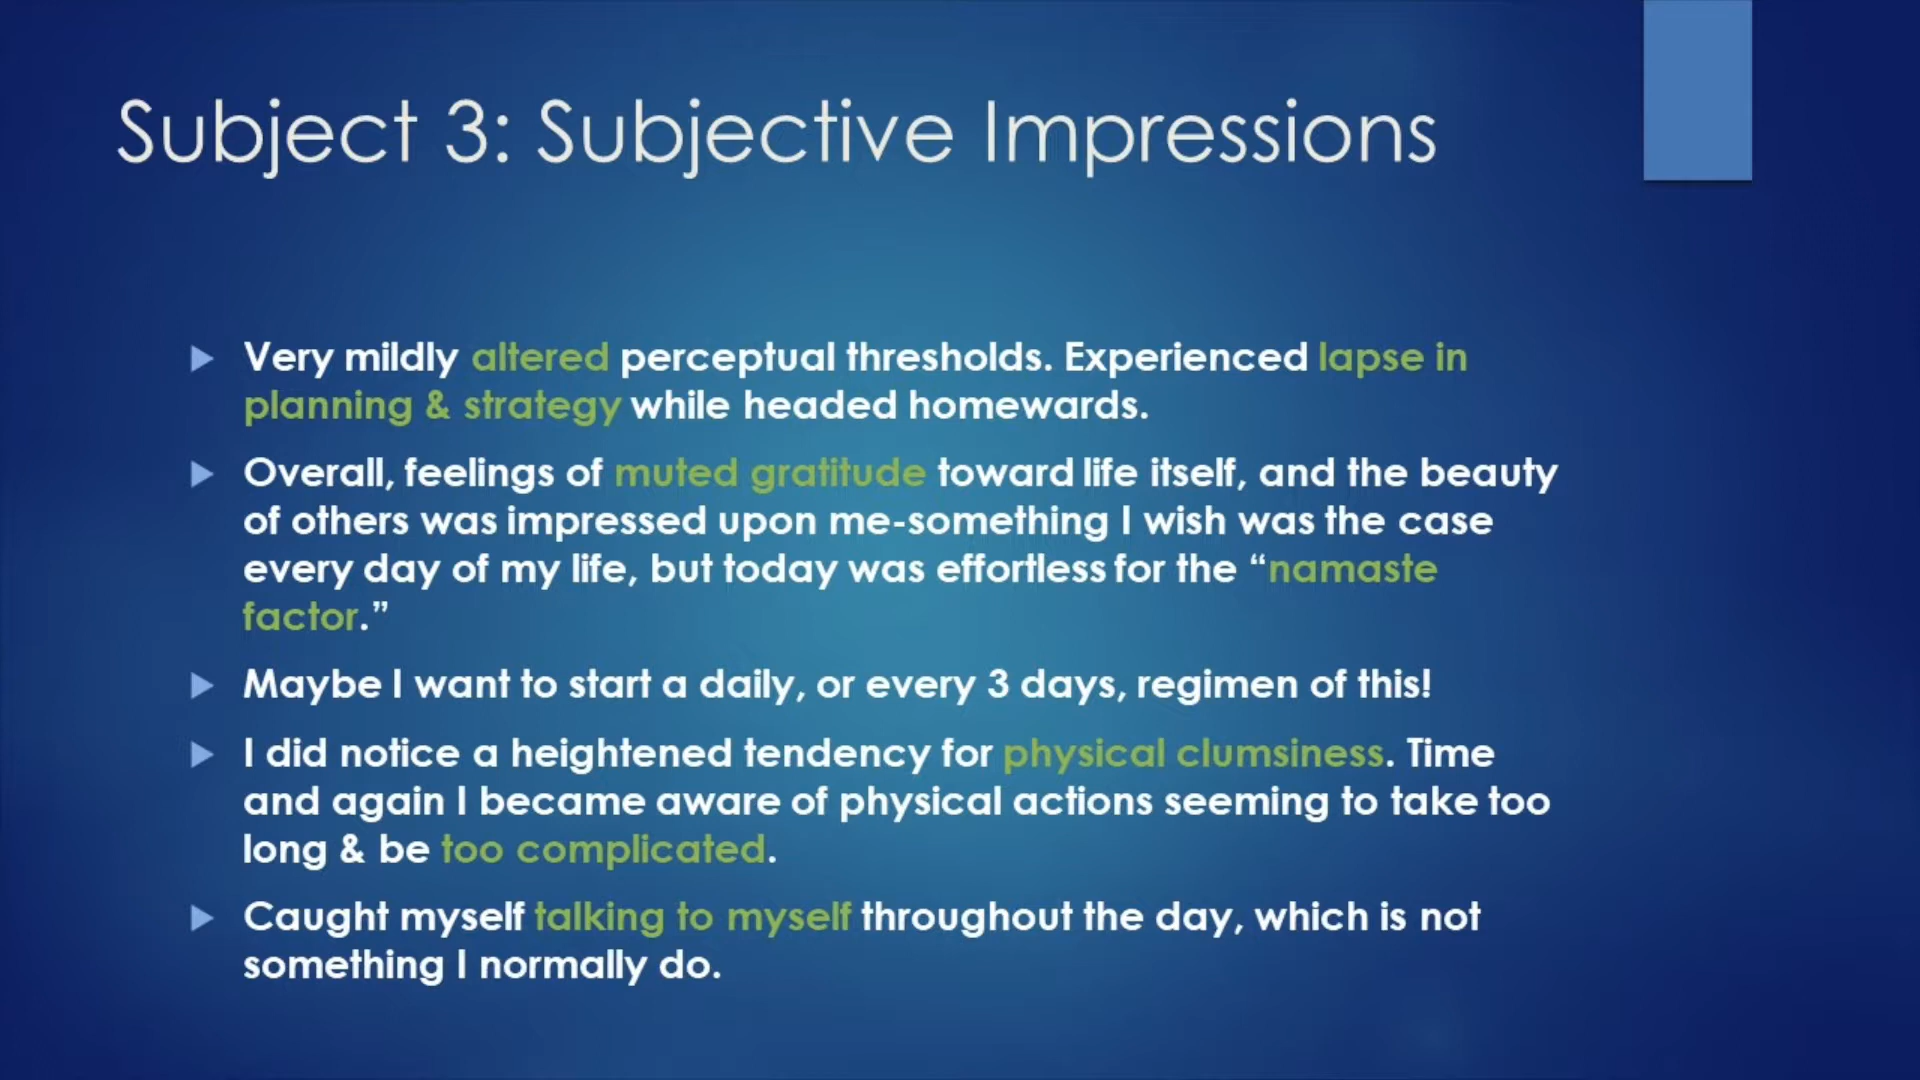 Subject 3: Subjective Impressions
Very mildly altered perceptual thresholds. Experienced lapse in
planning & strategy while headed homewards.
Overall, feelings of muted gratitude toward life itself, and the beauty
of others was impressed upon me-something I wish was the case
every day of my life, but today was effortless for the “namaste
factor.”
Maybe I want to start a daily, or every 3 days, regimen of this!
I did notice a heightened tendency for physical clumsiness. Time
and again I became aware of physical actions seeming to take too
long & be too complicated.
Caught myself talking to myself throughout the day, which is not
something I normally do.